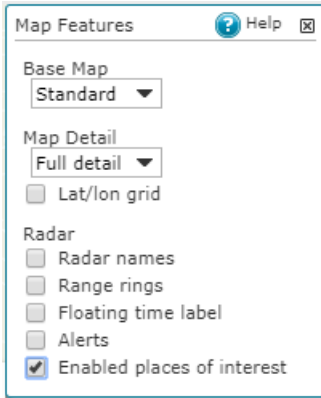 Map Features ? Help
Base Map
Standard
Map Detail
Full detail
Lat/lon grid
Radar
Radar names
Range rings
Floating time label
Alerts
Enabled places of interest